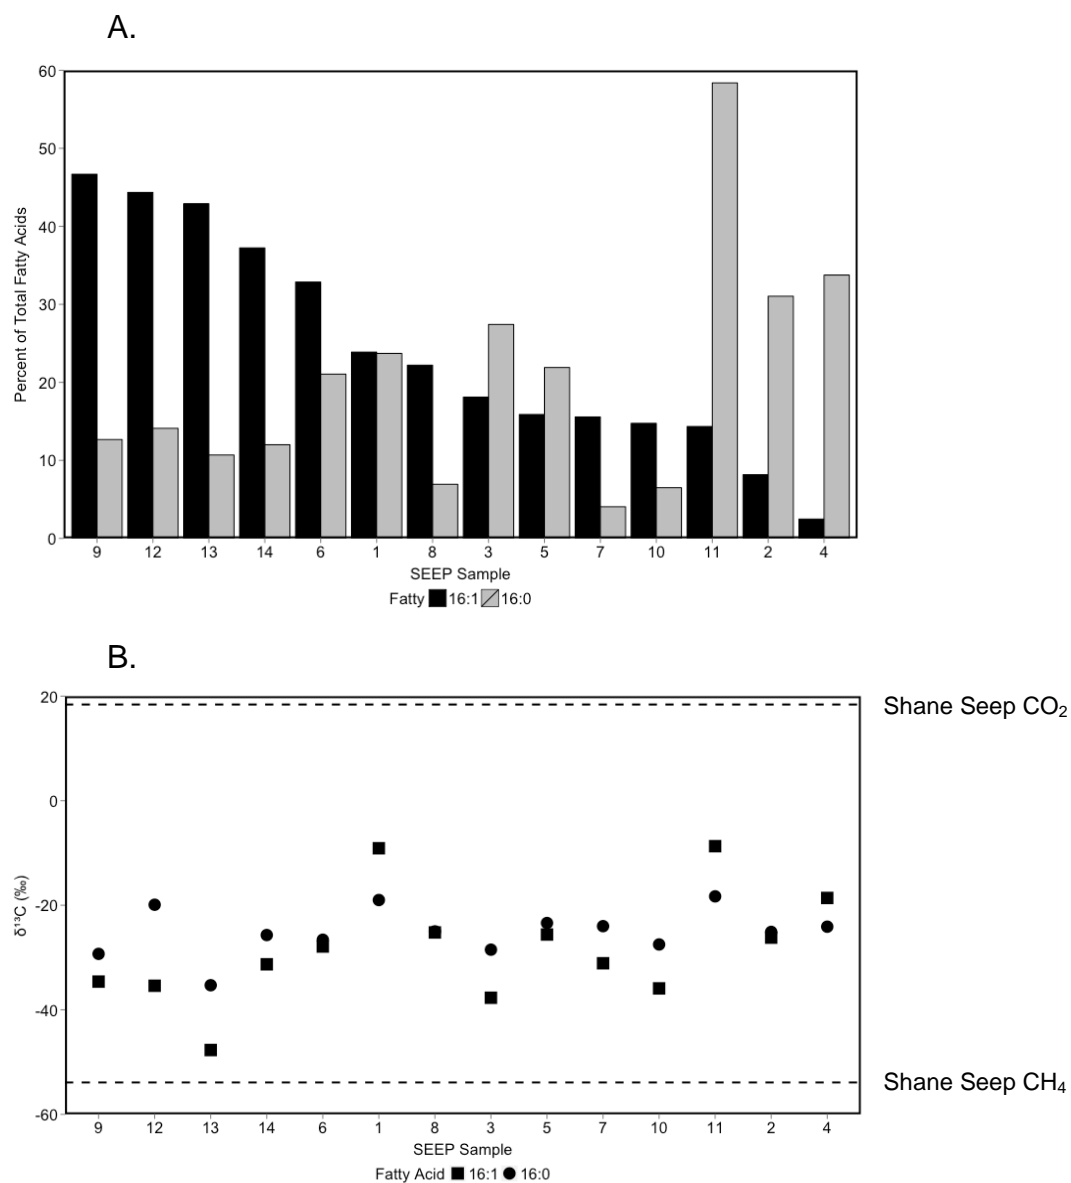 A.
Percent of Total Fatty Acids
60
50
40
30
20
10
0
9 12 13 14 6 1 8 3 5 7 10 11 2 4
SEEP Sample
Fatty 16:1 16:0
B.
δ¹³C (‰)
20
0
-20
-40
-60
Shane Seep CO₂
Shane Seep CH₄
9 12 13 14 6 1 8 3 5 7 10 11 2 4
SEEP Sample
Fatty Acid 16:1 16:0